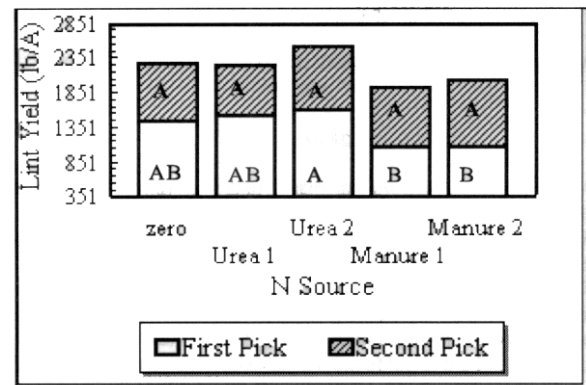 2851
2351
1851
1351
851
351
Lint Yield (lb/A)
A A A A A
AB AB A B B
zero Urea 2 Manure 2
Urea 1 Manure 1
N Source
First Pick Second Pick